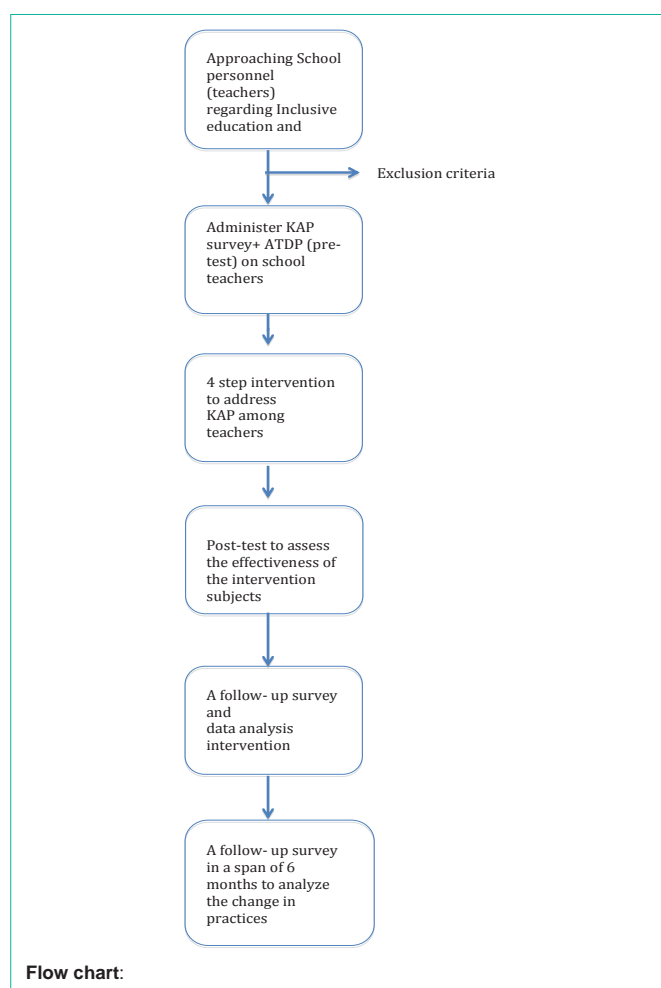 Approaching School
personnel
(teachers)
regarding Inclusive
education and
Exclusion criteria
Administer KAP
survey+ ATDP (pre-
test) on school
teachers
4 step intervention
to address
KAP among
teachers
Post-test to assess
the effectiveness of
the intervention
subjects
A follow- up survey
and
data analysis
intervention
A follow- up survey
in a span of 6
months to analyze
the change in
practices
Flow chart: